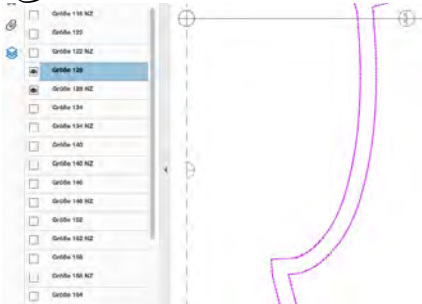 Größe 116 NZ
Größe 122
Größe 122 NZ
Größe 128
Größe 128 NZ
Größe 134
Größe 134 NZ
Größe 140
Größe 140 NZ
Größe 146
Größe 146 NZ
Größe 152
Größe 152 NZ
Größe 158
Größe 158 NZ
Größe 164